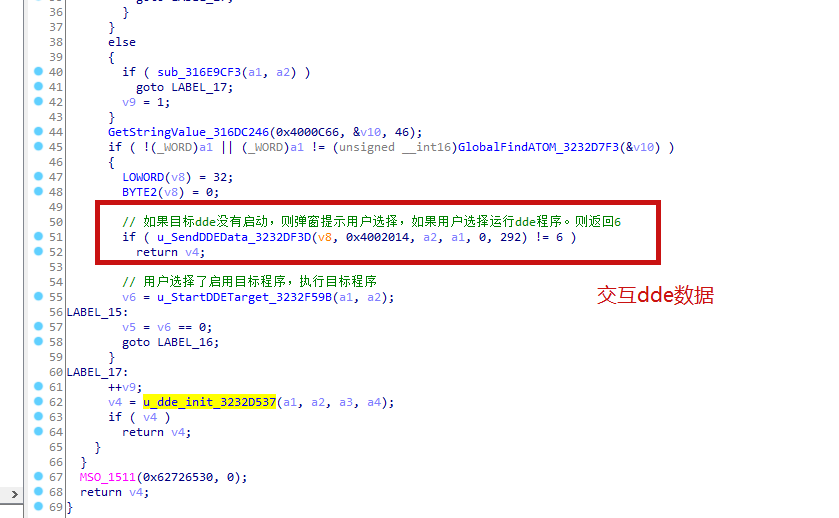 35 goto LABEL_17;
36 }
37 }
38 else
39 {
40 if ( sub_316E9CF3(a1, a2) )
41 goto LABEL_17;
42 v9 = 1;
43 }
44 GetStringValue_316DC246(0x4000C66, &v10, 46);
45 if ( !(_WORD)a1 || (_WORD)a1 != (unsigned __int16)GlobalFindATOM_3232D7F3(&v10) )
46 {
47 LOWORD(v8) = 32;
48 BYTE2(v8) = 0;
49
50 // 如果目标dde没有启动，则弹窗提示用户选择，如果用户选择运行dde程序。则返回6
51 if ( u_SendDDEData_3232DF3D(v8, 0x4002014, a2, a1, 0, 292) != 6 )
52 return v4;
53
54 // 用户选择了启用目标程序，执行目标程序
55 v6 = u_StartDDETarget_3232F59B(a1, a2);
交互dde数据
56 LABEL_15:
57 v5 = v6 == 0;
58 goto LABEL_16;
59 }
60 LABEL_17:
61 ++v9;
62 v4 = u_dde_init_3232D537(a1, a2, a3, a4);
63 if ( v4 )
64 return v4;
65 }
66 }
67 MSO_1511(0x62726530, 0);
68 return v4;
69 }